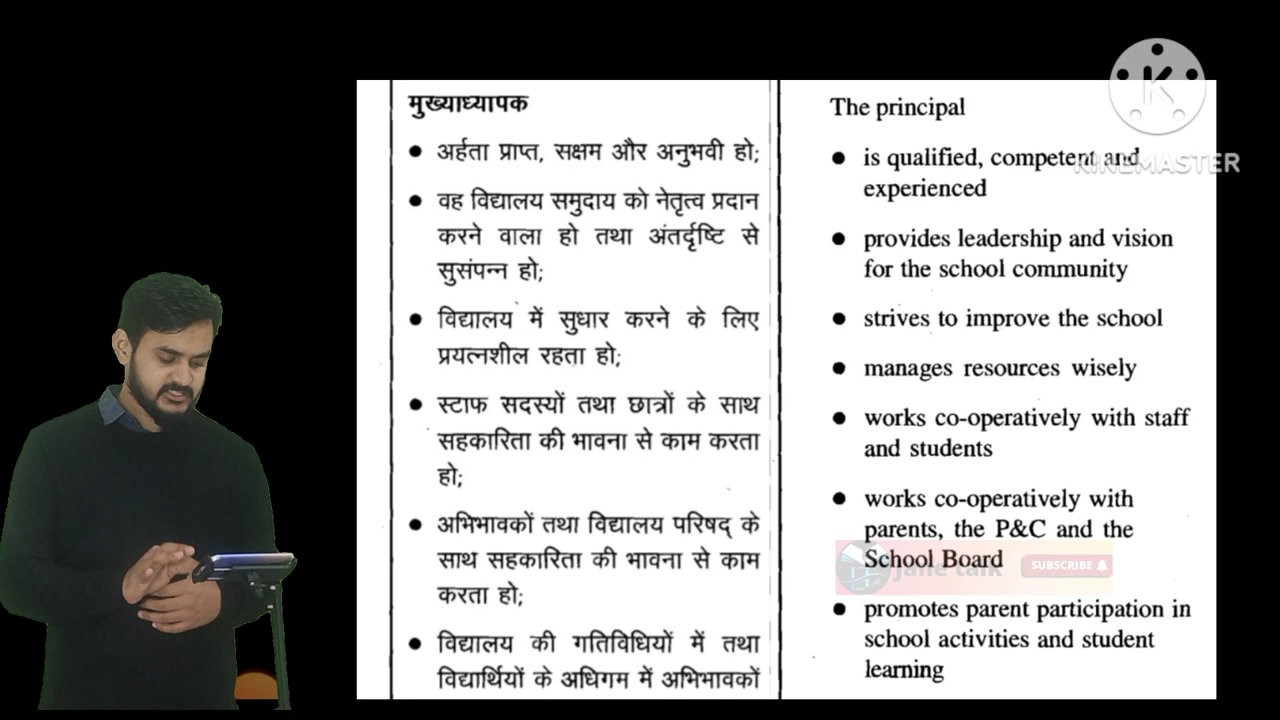 मुख्याध्यापक
● अर्हता प्राप्त, सक्षम और अनुभवी हो;
● वह विद्यालय समुदाय को नेतृत्व प्रदान
करने वाला हो तथा अंतर्दृष्टि से
सुसंपन्न हो;
● विद्यालय में सुधार करने के लिए
प्रयत्नशील रहता हो;
● स्टाफ सदस्यों तथा छात्रों के साथ
सहकारिता की भावना से काम करता
हो;
● अभिभावकों तथा विद्यालय परिषद् के
साथ सहकारिता की भावना से काम
करता हो;
● विद्यालय की गतिविधियों में तथा
विद्यार्थियों के अधिगम में अभिभावकों
The principal
● is qualified, competent and
experienced
● provides leadership and vision
for the school community
● strives to improve the school
● manages resources wisely
● works co-operatively with staff
and students
● works co-operatively with
parents, the P&C and the
School Board
● promotes parent participation in
school activities and student
learning
K
KINEMASTER
talk
SUBSCRIBE